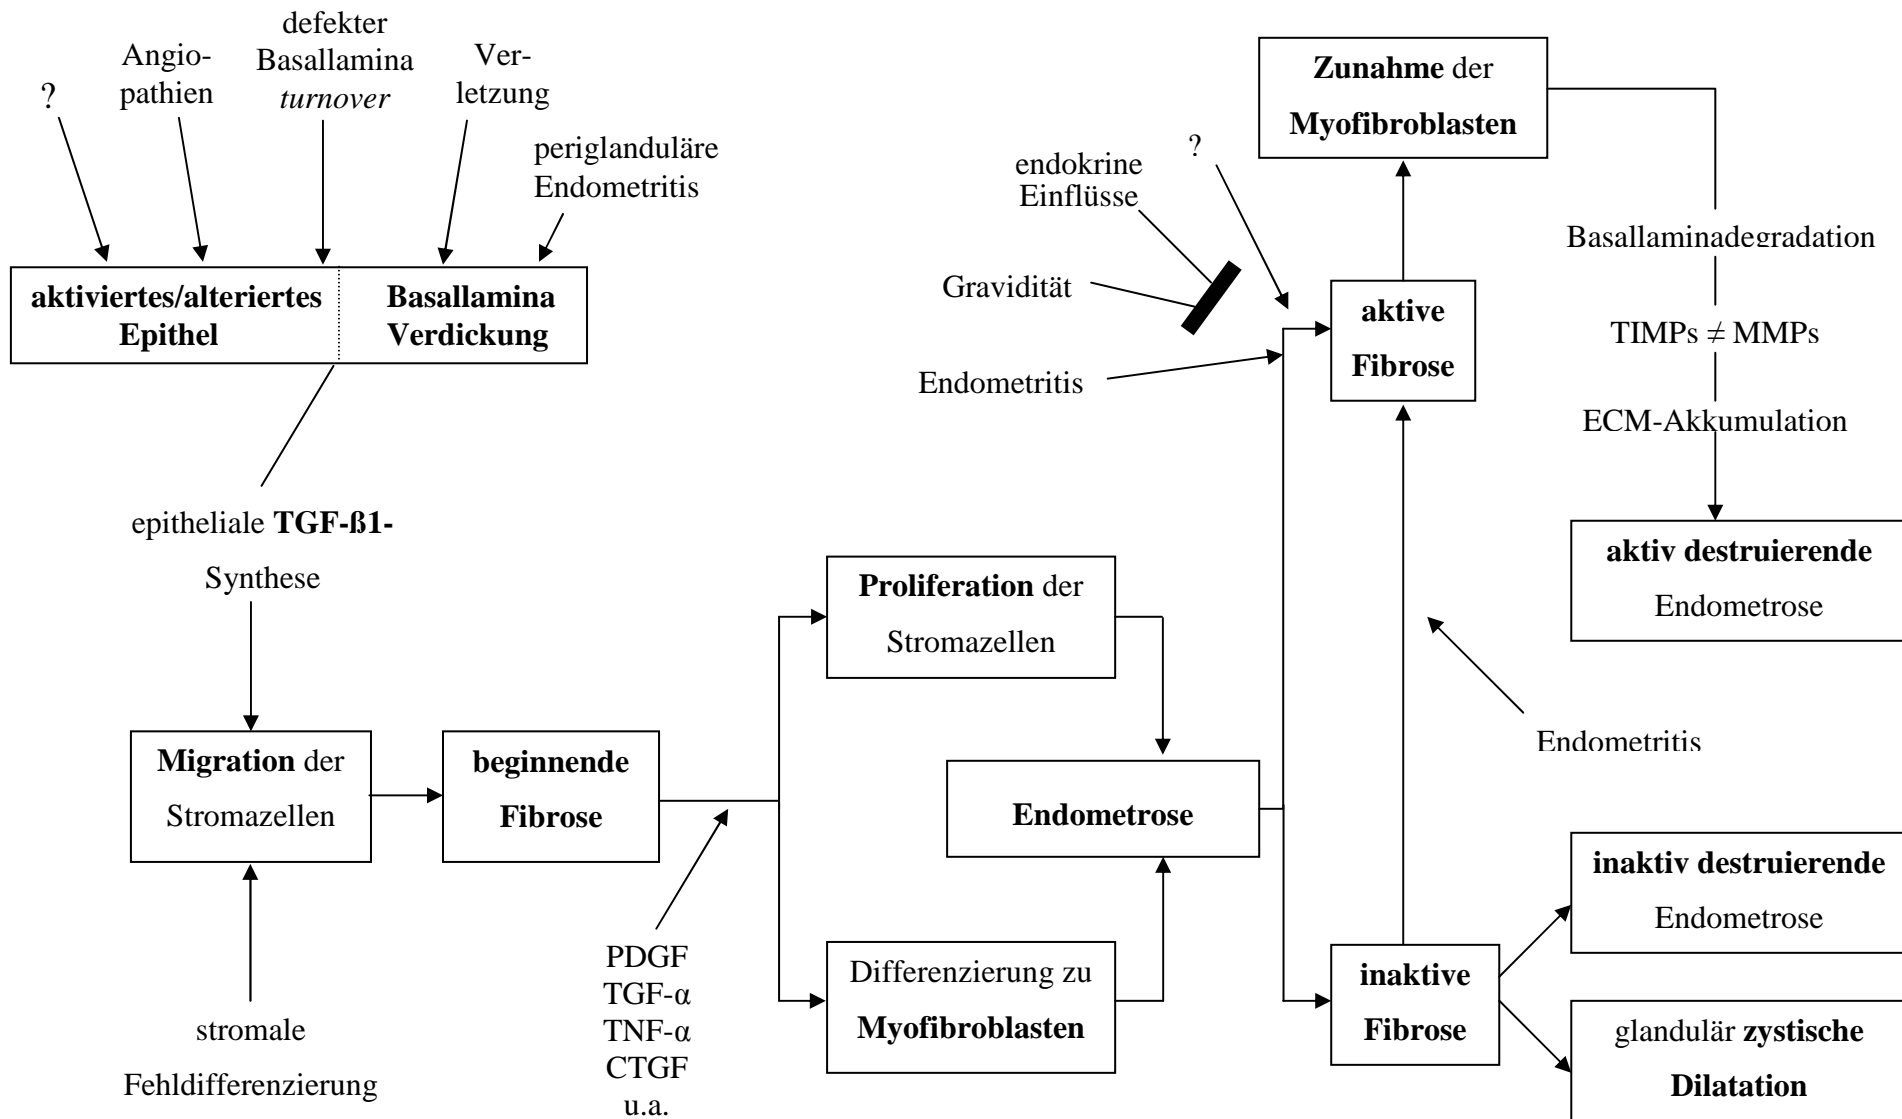 ?
Angio-
pathien
defekter
Basallamina
turnover
Ver-
letzung
periglanduläre
Endometritis
aktiviertes/alteriertes
Epithel
Basallamina
Verdickung
epitheliale TGF-ß1-
Synthese
Migration der
Stromazellen
stromale
Fehldifferenzierung
beginnende
Fibrose
PDGF
TGF-α
TNF-α
CTGF
u.a.
Proliferation der
Stromazellen
Differenzierung zu
Myofibroblasten
Endometrose
endokrine
Einflüsse
?
Gravidität
Endometritis
aktive
Fibrose
Zunahme der
Myofibroblasten
Basallaminadegradation
TIMPs ≠ MMPs
ECM-Akkumulation
aktiv destruierende
Endometrose
Endometritis
inaktive
Fibrose
inaktiv destruierende
Endometrose
glandulär zystische
Dilatation